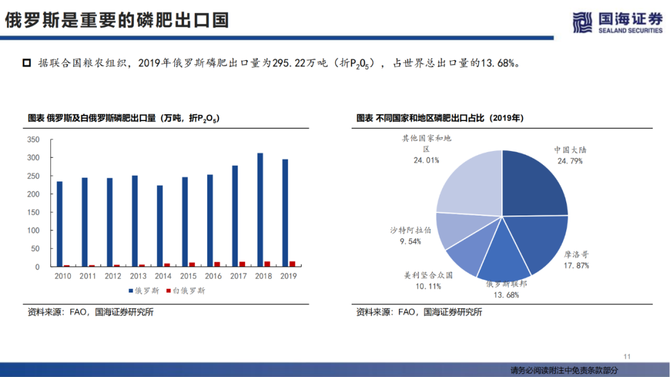 俄罗斯是重要的磷肥出口国
国海证券
SEALAND SECURITIES
据联合国粮农组织，2019年俄罗斯磷肥出口量为295.22万吨（折P2O5），占世界总出口量的13.68%。
图表 俄罗斯及白俄罗斯磷肥出口量（万吨，折P2O5）
350
300
250
200
150
100
50
0
2010 2011 2012 2013 2014 2015 2016 2017 2018 2019
俄罗斯 白俄罗斯
资料来源：FAO，国海证券研究所
图表 不同国家和地区磷肥出口占比（2019年）
其他国家和地
区
24.01%
中国大陆
24.79%
沙特阿拉伯
9.54%
摩洛哥
17.87%
美利坚合众国
10.11%
俄罗斯联邦
13.68%
资料来源：FAO，国海证券研究所
11
请务必阅读附注中免责条款部分